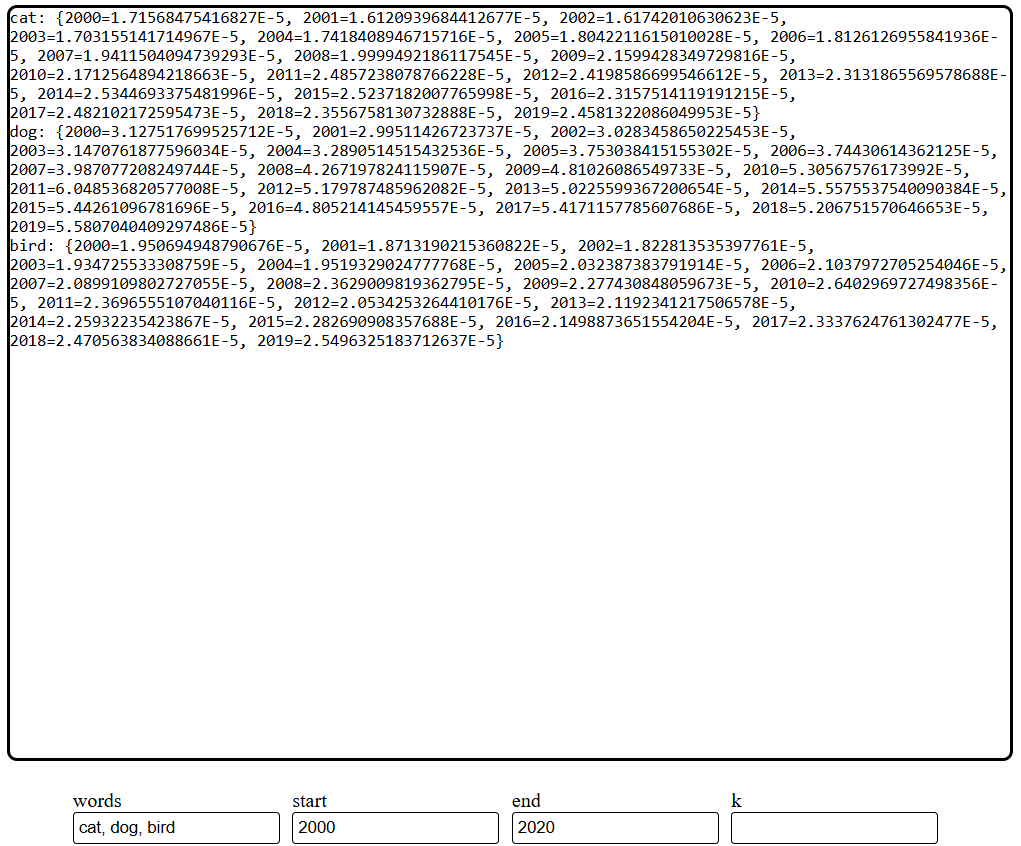 cat: {2000=1.71568475416827E-5, 2001=1.6120939684412677E-5, 2002=1.61742010630623E-5,
2003=1.703155141714967E-5, 2004=1.7418408946715716E-5, 2005=1.8042211615010028E-5, 2006=1.8126126955841936E-
5, 2007=1.9411504094739293E-5, 2008=1.9999492186117545E-5, 2009=2.1599428349729816E-5,
2010=2.1712564894218663E-5, 2011=2.4857238078766228E-5, 2012=2.4198586699546612E-5, 2013=2.3131865569578688E-
5, 2014=2.5344693375481996E-5, 2015=2.5237182007765998E-5, 2016=2.3157514119191215E-5,
2017=2.482102172595473E-5, 2018=2.3556758130732888E-5, 2019=2.4581322086049953E-5}
dog: {2000=3.127517699525712E-5, 2001=2.99511426723737E-5, 2002=3.0283458650225453E-5,
2003=3.1470761877596034E-5, 2004=3.2890514515432536E-5, 2005=3.753038415155302E-5, 2006=3.74430614362125E-5,
2007=3.987077208249744E-5, 2008=4.267197824115907E-5, 2009=4.81026086549733E-5, 2010=5.30567576173992E-5,
2011=6.048536820577008E-5, 2012=5.179787485962082E-5, 2013=5.0225599367200654E-5, 2014=5.5575537540090384E-5,
2015=5.44261096781696E-5, 2016=4.805214145459557E-5, 2017=5.4171157785607686E-5, 2018=5.206751570646653E-5,
2019=5.5807040409297486E-5}
bird: {2000=1.950694948790676E-5, 2001=1.8713190215360822E-5, 2002=1.822813535397761E-5,
2003=1.934725533308759E-5, 2004=1.9519329024777768E-5, 2005=2.032387383791914E-5, 2006=2.1037972705254046E-5,
2007=2.0899109802727055E-5, 2008=2.3629009819362795E-5, 2009=2.277430848059673E-5, 2010=2.6402969727498356E-
5, 2011=2.3696555107040116E-5, 2012=2.0534253264410176E-5, 2013=2.1192341217506578E-5,
2014=2.25932235423867E-5, 2015=2.282690908357688E-5, 2016=2.1498873651554204E-5, 2017=2.3337624761302477E-5,
2018=2.470563834088661E-5, 2019=2.5496325183712637E-5}
words start end k
cat, dog, bird 2000 2020